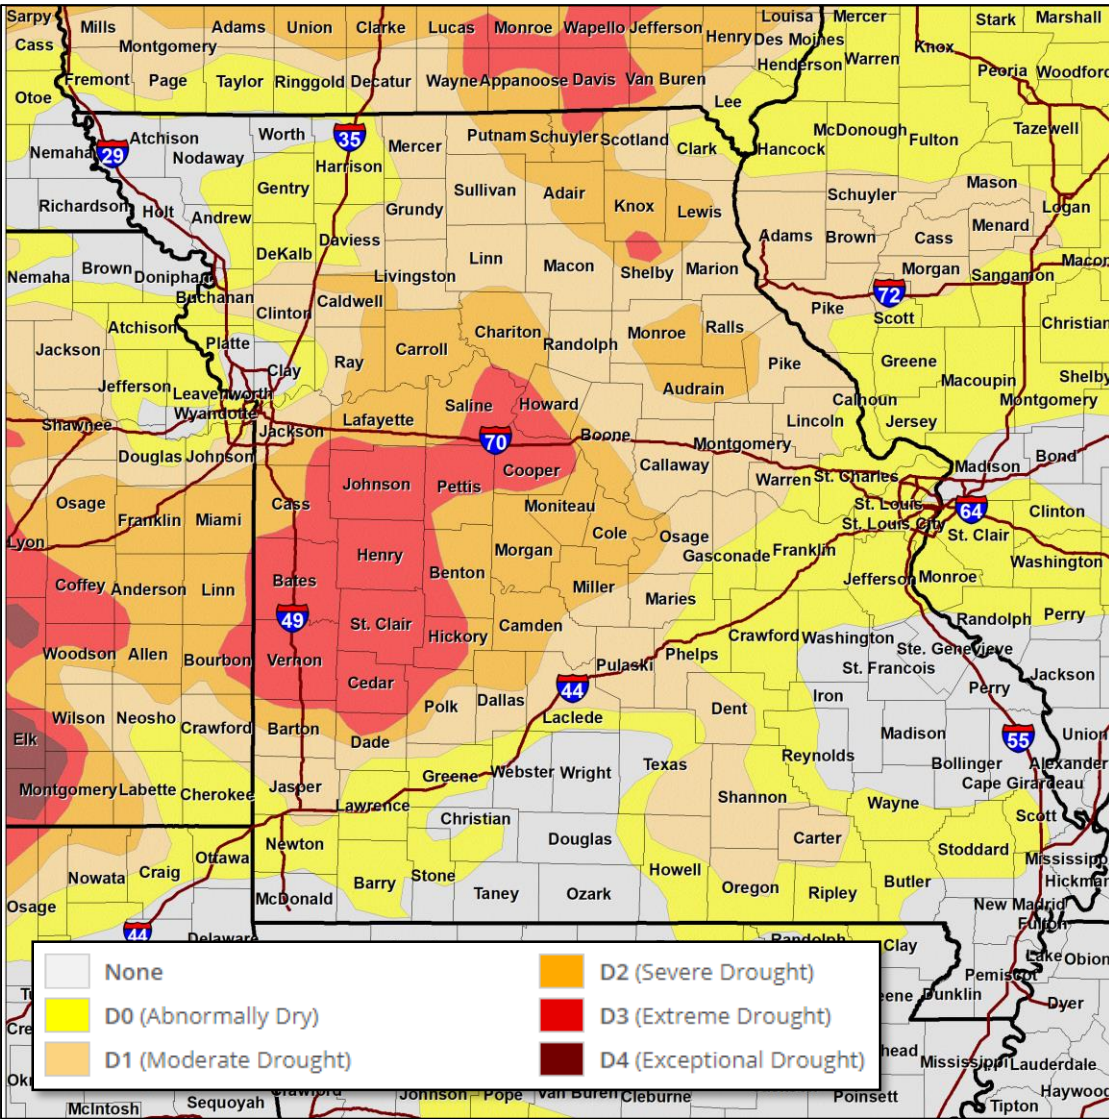 Sarpy Mills Adams Union Clarke Lucas Monroe Wapello Jefferson Louisa Mercer Stark Marshall
Cass Montgomery Henry Des Moines Knox
Henderson Warren
Fremont Page Taylor Ringgold Decatur Wayne Appanoose Davis Van Buren Peoria Woodford
Otoe Lee
Atchison Worth 35 Putnam Schuyler Scotland McDonough Fulton Tazewell
Nemaha 29 Nodaway Harrison Mercer Clark Hancock
Gentry Sullivan Adair Schuyler Mason
Richardson Holt Andrew Grundy Knox Lewis Logan
Daviess Adams Brown Cass Menard
DeKalb Linn Macon
Nemaha Brown Doniphan Livingston Shelby Marion Morgan Sangamon
Buchanan Caldwell 72
Clinton Pike Scott
Atchison Chariton Monroe Ralls Christian
Jackson Platte Carroll Randolph
Ray Pike Greene
Jefferson Clay Audrain Macoupin Shelby
Leavenworth Saline Howard Calhoun Montgomery
Wyandotte Lafayette Lincoln Jersey
Shawnee Jackson 70 Boone Montgomery
Douglas Johnson Callaway Madison Bond
Cooper
Johnson Pettis Warren St. Charles
Osage Cass Moniteau St. Louis 64 Clinton
Franklin Miami Cole St. Louis City
Lyon Osage St. Clair
Henry Morgan Gasconade Franklin Washington
Coffey Anderson Linn Bates Benton Miller Jefferson Monroe
Maries
49 St. Clair Camden Randolph Perry
Hickory Crawford Washington
Woodson Allen Bourbon Vernon Pulaski Phelps Ste. Genevieve
St. Francois
Cedar 44 Perry Jackson
Polk Dallas Iron
Wilson Neosho Laclede Dent
Crawford Barton Madison 55 Union
Elk Dade
Reynolds Bollinger Alexander
Greene Webster Wright Texas
Montgomery Labette Cherokee Jasper Cape Girardeau
Lawrence Shannon Wayne
Christian Scott
Newton Douglas Carter
Ottawa Stoddard
Craig Mississippi
Nowata Stone Howell
Barry Oregon Ripley Butler Hickman
McDonald Taney Ozark
Osage New Madrid
44 Fulton
Delaware Randolph Clay
Lake Obion
Pemiscot
Dunklin Dyer
Mississippi Lauderdale
Johnson Pope Van Buren Cleburne Poinsett Haywood
McIntosh Sequoyah Crawford Tipton
None
D0 (Abnormally Dry)
D1 (Moderate Drought)
D2 (Severe Drought)
D3 (Extreme Drought)
D4 (Exceptional Drought)